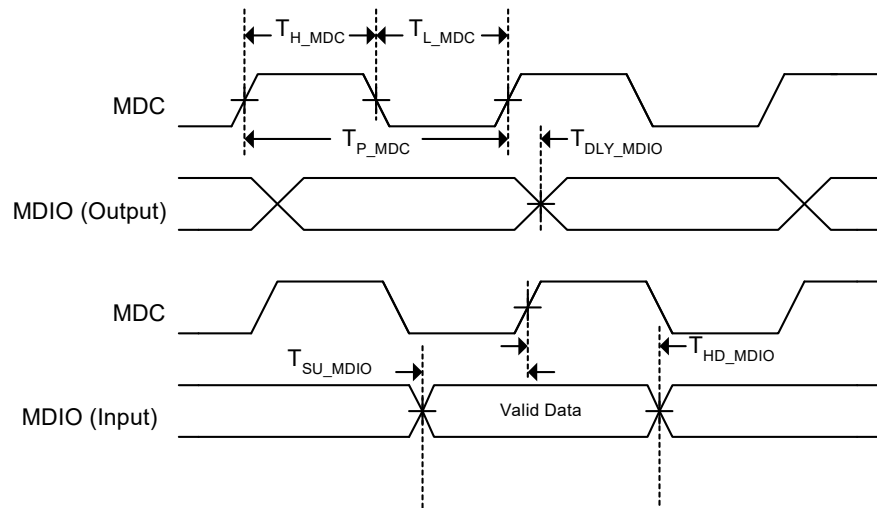 T_H_MDC T_L_MDC
MDC
T_P_MDC T_DLY_MDIO
MDIO (Output)
MDC
T_SU_MDIO T_HD_MDIO
MDIO (Input) Valid Data